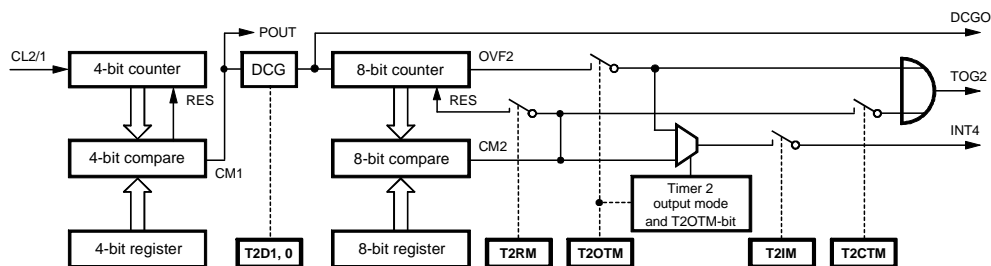 DCGO
POUT
CL2/1
4-bit counter
DCG
8-bit counter
OVF2
TOG2
RES
RES
INT4
4-bit compare
CM1
8-bit compare
CM2
Timer 2
output mode
and T2OTM-bit
4-bit register
T2D1, 0
8-bit register
T2RM
T2OTM
T2IM
T2CTM